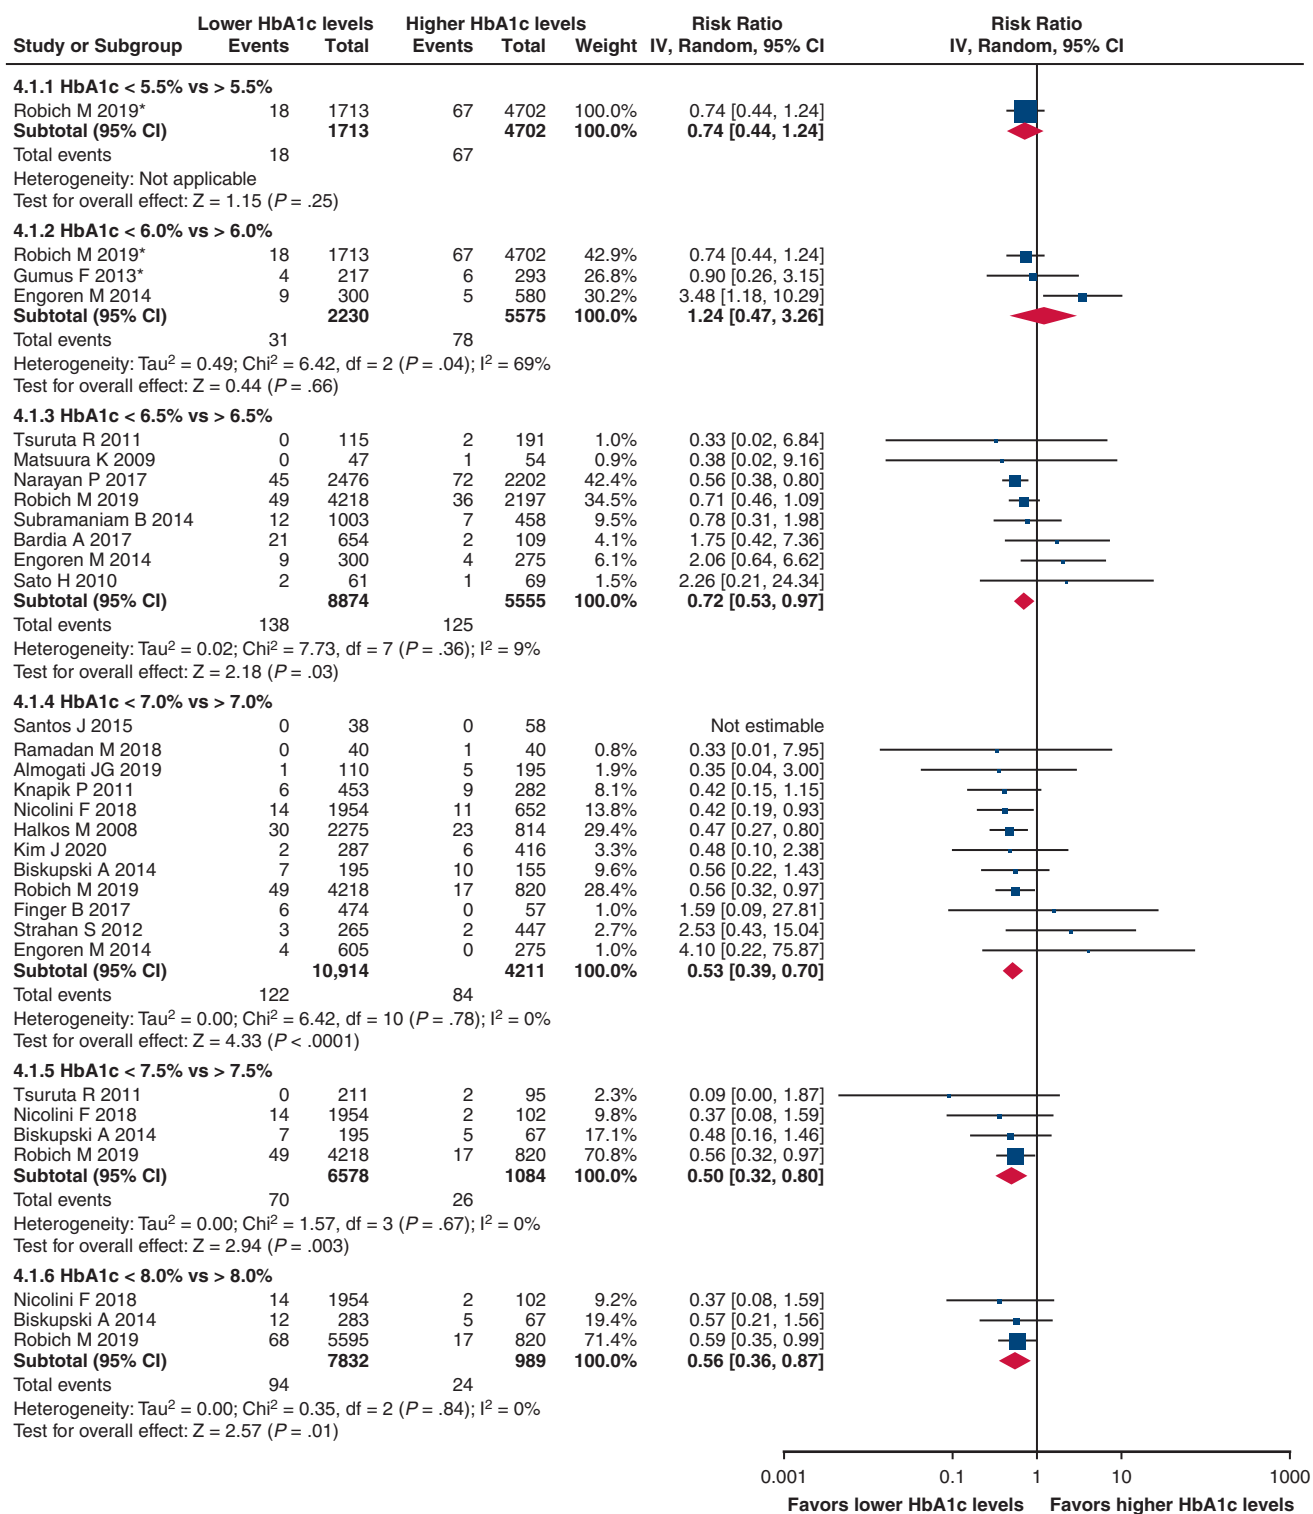 Lower HbA1c levels Higher HbA1c levels Risk Ratio Risk Ratio
Study or Subgroup Events Total Events Total Weight IV, Random, 95% CI IV, Random, 95% CI
4.1.1 HbA1c < 5.5% vs > 5.5%
Robich M 2019* 18 1713 67 4702 100.0% 0.74 [0.44, 1.24]
Subtotal (95% CI) 1713 4702 100.0% 0.74 [0.44, 1.24]
Total events 18 67
Heterogeneity: Not applicable
Test for overall effect: Z = 1.15 (P = .25)
4.1.2 HbA1c < 6.0% vs > 6.0%
Robich M 2019* 18 1713 67 4702 42.9% 0.74 [0.44, 1.24]
Gumus F 2013* 4 217 6 293 26.8% 0.90 [0.26, 3.15]
Engoren M 2014 9 300 5 580 30.2% 3.48 [1.18, 10.29]
Subtotal (95% CI) 2230 5575 100.0% 1.24 [0.47, 3.26]
Total events 31 78
Heterogeneity: Tau² = 0.49; Chi² = 6.42, df = 2 (P = .04); I² = 69%
Test for overall effect: Z = 0.44 (P = .66)
4.1.3 HbA1c < 6.5% vs > 6.5%
Tsuruta R 2011 0 115 2 191 1.0% 0.33 [0.02, 6.84]
Matsuura K 2009 0 47 1 54 0.9% 0.38 [0.02, 9.16]
Narayan P 2017 45 2476 72 2202 42.4% 0.56 [0.38, 0.80]
Robich M 2019 49 4218 36 2197 34.5% 0.71 [0.46, 1.09]
Subramaniam B 2014 12 1003 7 458 9.5% 0.78 [0.31, 1.98]
Bardia A 2017 21 654 2 109 4.1% 1.75 [0.42, 7.36]
Engoren M 2014 9 300 4 275 6.1% 2.06 [0.64, 6.62]
Sato H 2010 2 61 1 69 1.5% 2.26 [0.21, 24.34]
Subtotal (95% CI) 8874 5555 100.0% 0.72 [0.53, 0.97]
Total events 138 125
Heterogeneity: Tau² = 0.02; Chi² = 7.73, df = 7 (P = .36); I² = 9%
Test for overall effect: Z = 2.18 (P = .03)
4.1.4 HbA1c < 7.0% vs > 7.0%
Santos J 2015 0 38 0 58 Not estimable
Ramadan M 2018 0 40 1 40 0.8% 0.33 [0.01, 7.95]
Almogati JG 2019 1 110 5 195 1.9% 0.35 [0.04, 3.00]
Knapik P 2011 6 453 9 282 8.1% 0.42 [0.15, 1.15]
Nicolini F 2018 14 1954 11 652 13.8% 0.42 [0.19, 0.93]
Halkos M 2008 30 2275 23 814 29.4% 0.47 [0.27, 0.80]
Kim J 2020 2 287 6 416 3.3% 0.48 [0.10, 2.38]
Biskupski A 2014 7 195 10 155 9.6% 0.56 [0.22, 1.43]
Robich M 2019 49 4218 17 820 28.4% 0.56 [0.32, 0.97]
Finger B 2017 6 474 0 57 1.0% 1.59 [0.09, 27.81]
Strahan S 2012 3 265 2 447 2.7% 2.53 [0.43, 15.04]
Engoren M 2014 4 605 0 275 1.0% 4.10 [0.22, 75.87]
Subtotal (95% CI) 10,914 4211 100.0% 0.53 [0.39, 0.70]
Total events 122 84
Heterogeneity: Tau² = 0.00; Chi² = 6.42, df = 10 (P = .78); I² = 0%
Test for overall effect: Z = 4.33 (P < .0001)
4.1.5 HbA1c < 7.5% vs > 7.5%
Tsuruta R 2011 0 211 2 95 2.3% 0.09 [0.00, 1.87]
Nicolini F 2018 14 1954 2 102 9.8% 0.37 [0.08, 1.59]
Biskupski A 2014 7 195 5 67 17.1% 0.48 [0.16, 1.46]
Robich M 2019 49 4218 17 820 70.8% 0.56 [0.32, 0.97]
Subtotal (95% CI) 6578 1084 100.0% 0.50 [0.32, 0.80]
Total events 70 26
Heterogeneity: Tau² = 0.00; Chi² = 1.57, df = 3 (P = .67); I² = 0%
Test for overall effect: Z = 2.94 (P = .003)
4.1.6 HbA1c < 8.0% vs > 8.0%
Nicolini F 2018 14 1954 2 102 9.2% 0.37 [0.08, 1.59]
Biskupski A 2014 12 283 5 67 19.4% 0.57 [0.21, 1.56]
Robich M 2019 68 5595 17 820 71.4% 0.59 [0.35, 0.99]
Subtotal (95% CI) 7832 989 100.0% 0.56 [0.36, 0.87]
Total events 94 24
Heterogeneity: Tau² = 0.00; Chi² = 0.35, df = 2 (P = .84); I² = 0%
Test for overall effect: Z = 2.57 (P = .01)
0.001 0.1 1 10 1000
Favors lower HbA1c levels Favors higher HbA1c levels